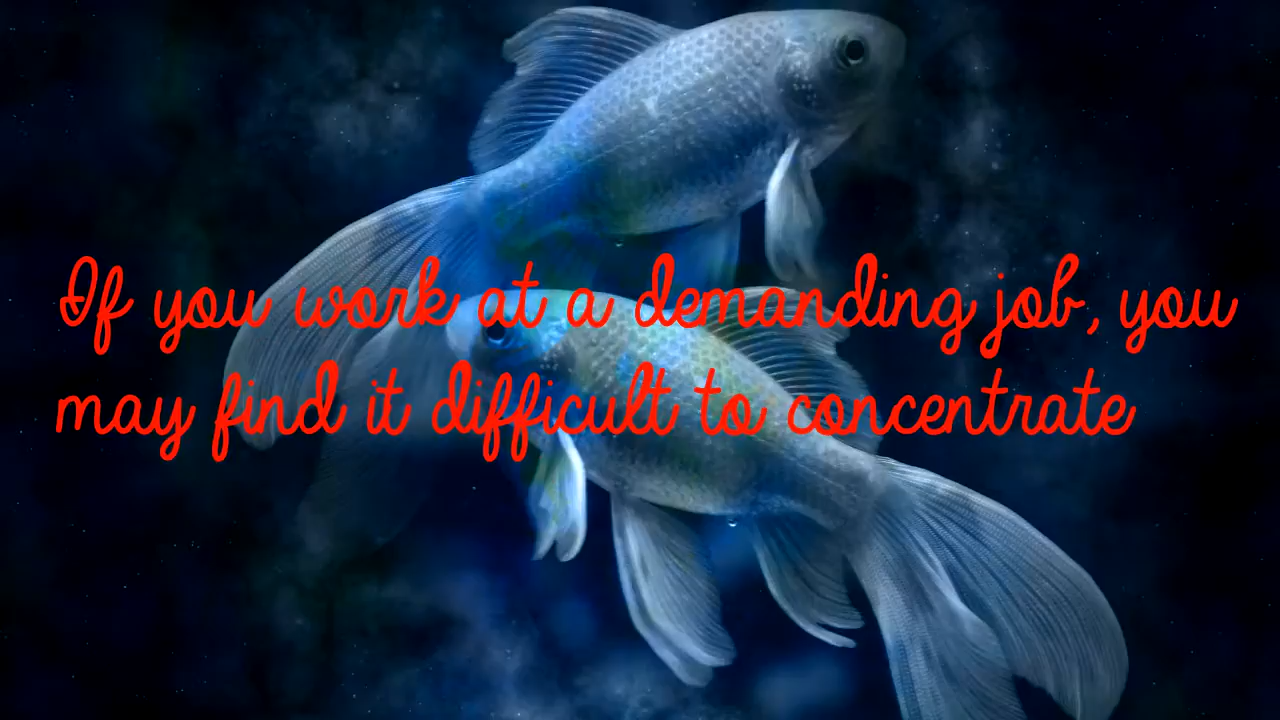 If you work at a demanding job, you
may find it difficult to concentrate